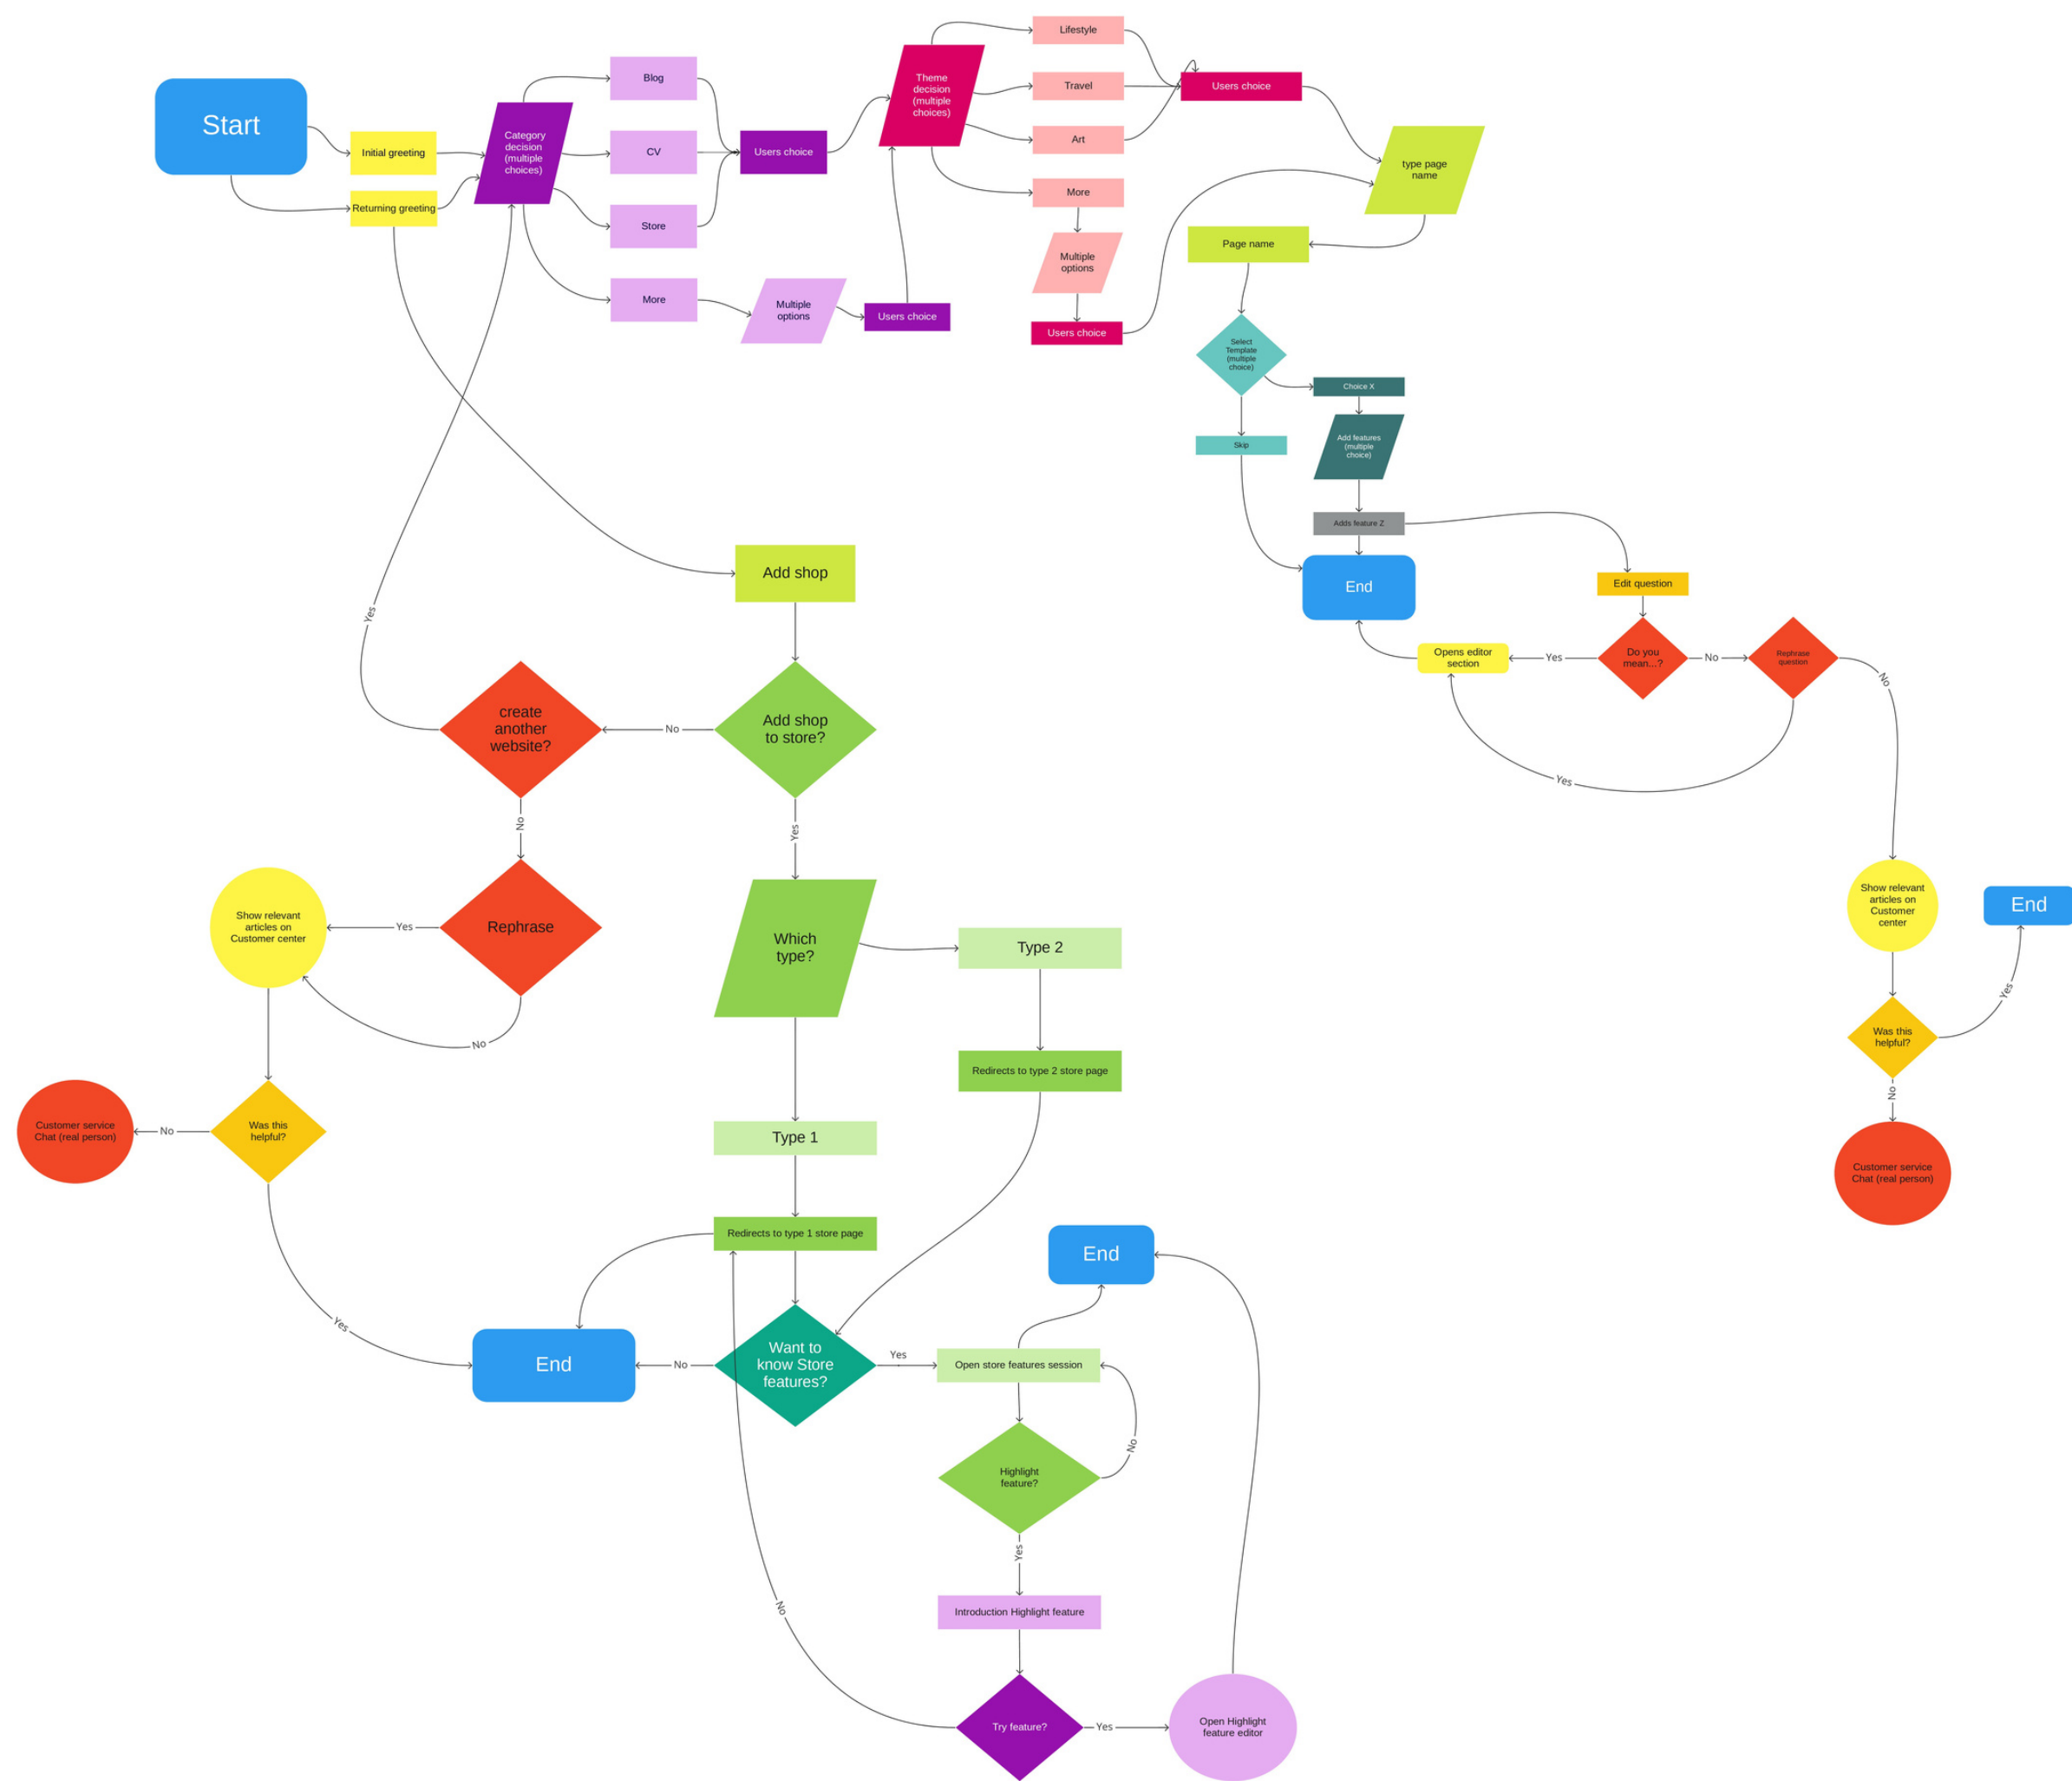 Start
Initial greeting
Returning greeting
Category
decision
(multiple
choices)
Blog
CV
Store
More
Users choice
Multiple
options
Users choice
Theme
decision
(multiple
choices)
Lifestyle
Travel
Art
More
Multiple
options
Users choice
Users choice
type page
name
Page name
Select
Template
(multiple
choice)
Choice X
Skip
Add features
(multiple
choice)
Adds feature Z
End
Edit question
Do you
mean...?
Yes
Opens editor
section
No
Rephrase
question
Yes
No
Show relevant
articles on
Customer
center
Was this
helpful?
Yes
End
No
Customer service
Chat (real person)
Add shop
Add shop
to store?
No
create
another
website?
Yes
No
Rephrase
Yes
No
Show relevant
articles on
Customer center
Was this
helpful?
No
Customer service
Chat (real person)
Yes
End
Yes
Which
type?
Type 2
Redirects to type 2 store page
Type 1
Redirects to type 1 store page
Want to
know Store
features?
No
Yes
Open store features session
End
Highlight
feature?
No
Yes
Introduction Highlight feature
Try feature?
No
Yes
Open Highlight
feature editor